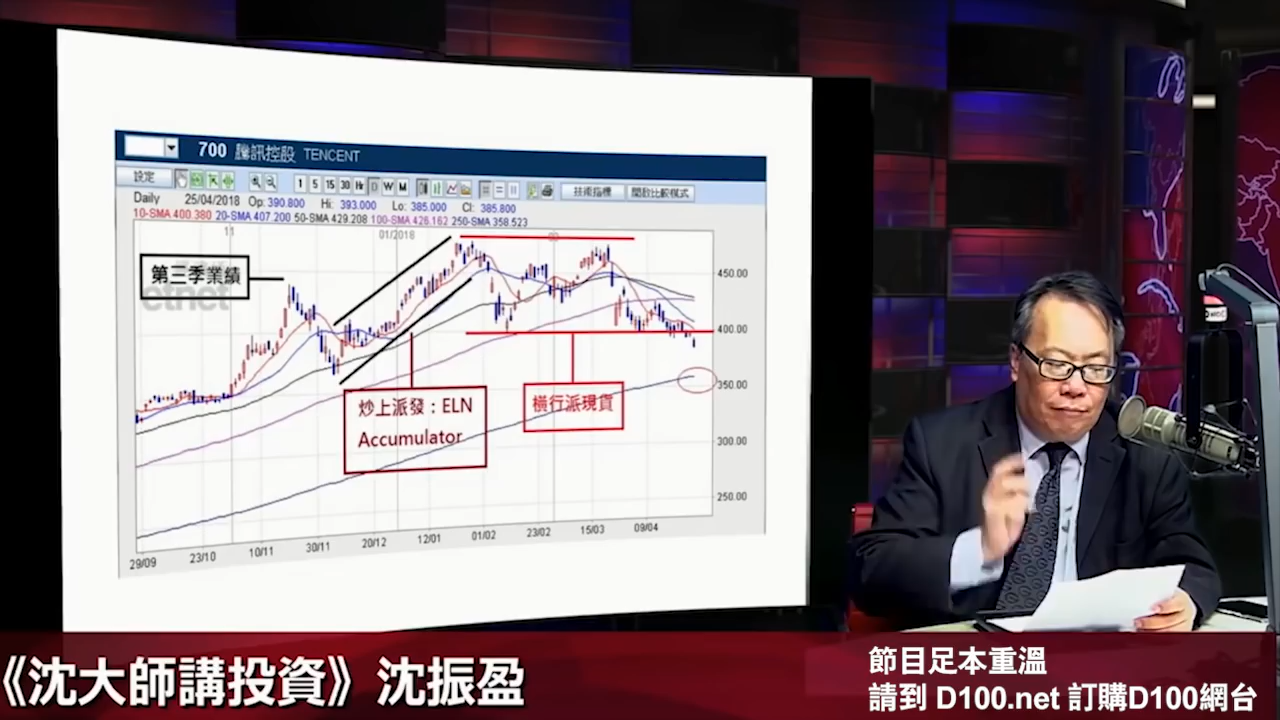 700 騰訊控股 TENCENT
設定
1 5 15 30 Hr D W M
技術指標
開啟比較模式
Daily 25/04/2018 Op: 390.800 Hi: 393.000 Lo: 385.000 Cl: 385.800
10-SMA 400.380 20-SMA 407.200 50-SMA 429.208 100-SMA 426.162 250-SMA 358.523
11
01/2018
03
第三季業績
etnet
450.00
400.00
350.00
300.00
250.00
炒上派發：ELN
Accumulator
橫行派現貨
29/09 23/10 10/11 30/11 20/12 12/01 01/02 23/02 15/03 09/04
《沈大師講投資》 沈振盈
節目足本重溫
請到 D100.net 訂購D100網台